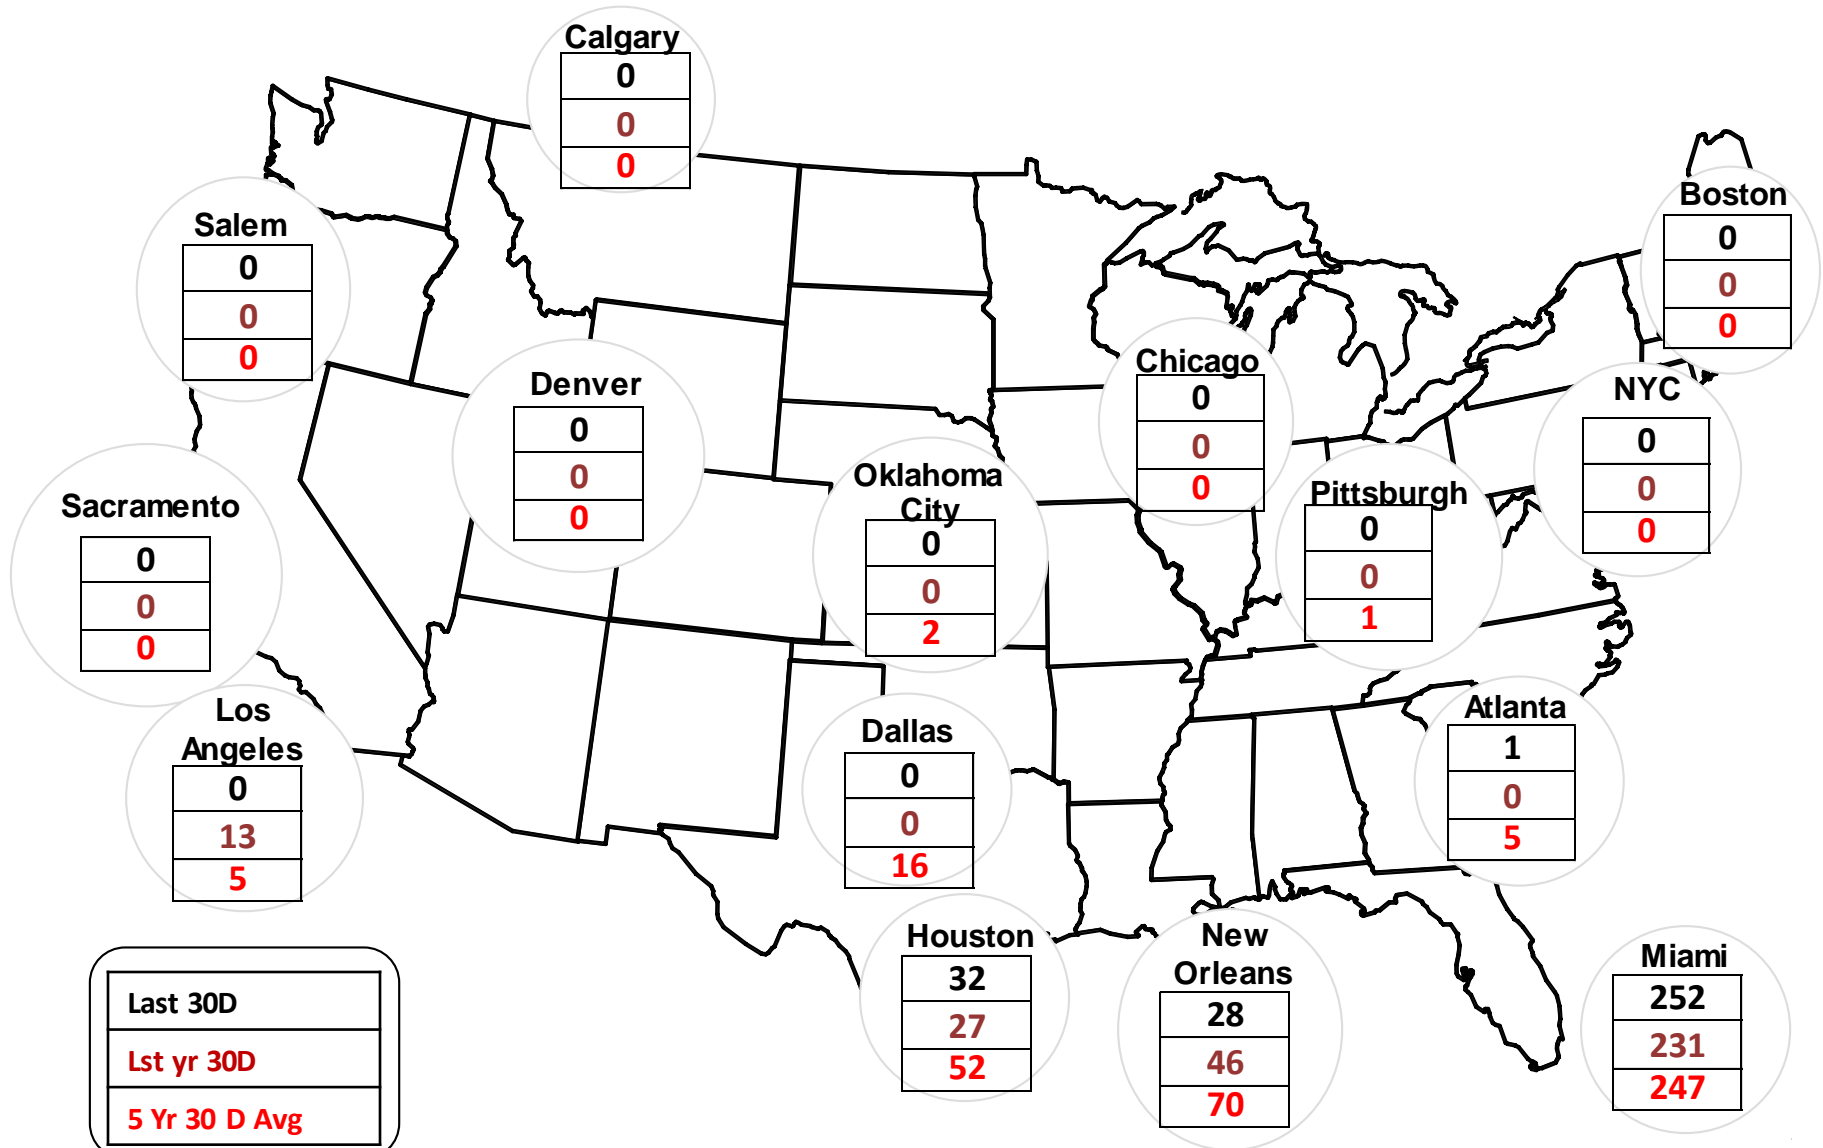 Calgary
0
0
0
Salem
0
0
0
Boston
0
0
0
Denver
0
0
0
Chicago
0
0
0
NYC
0
0
0
Oklahoma
City
0
0
2
Pittsburgh
0
0
1
Sacramento
0
0
0
Los
Angeles
0
13
5
Dallas
0
0
16
Atlanta
1
0
5
Houston
32
27
52
New
Orleans
28
46
70
Miami
252
231
247
Last 30D
Lst yr 30D
5 Yr 30 D Avg